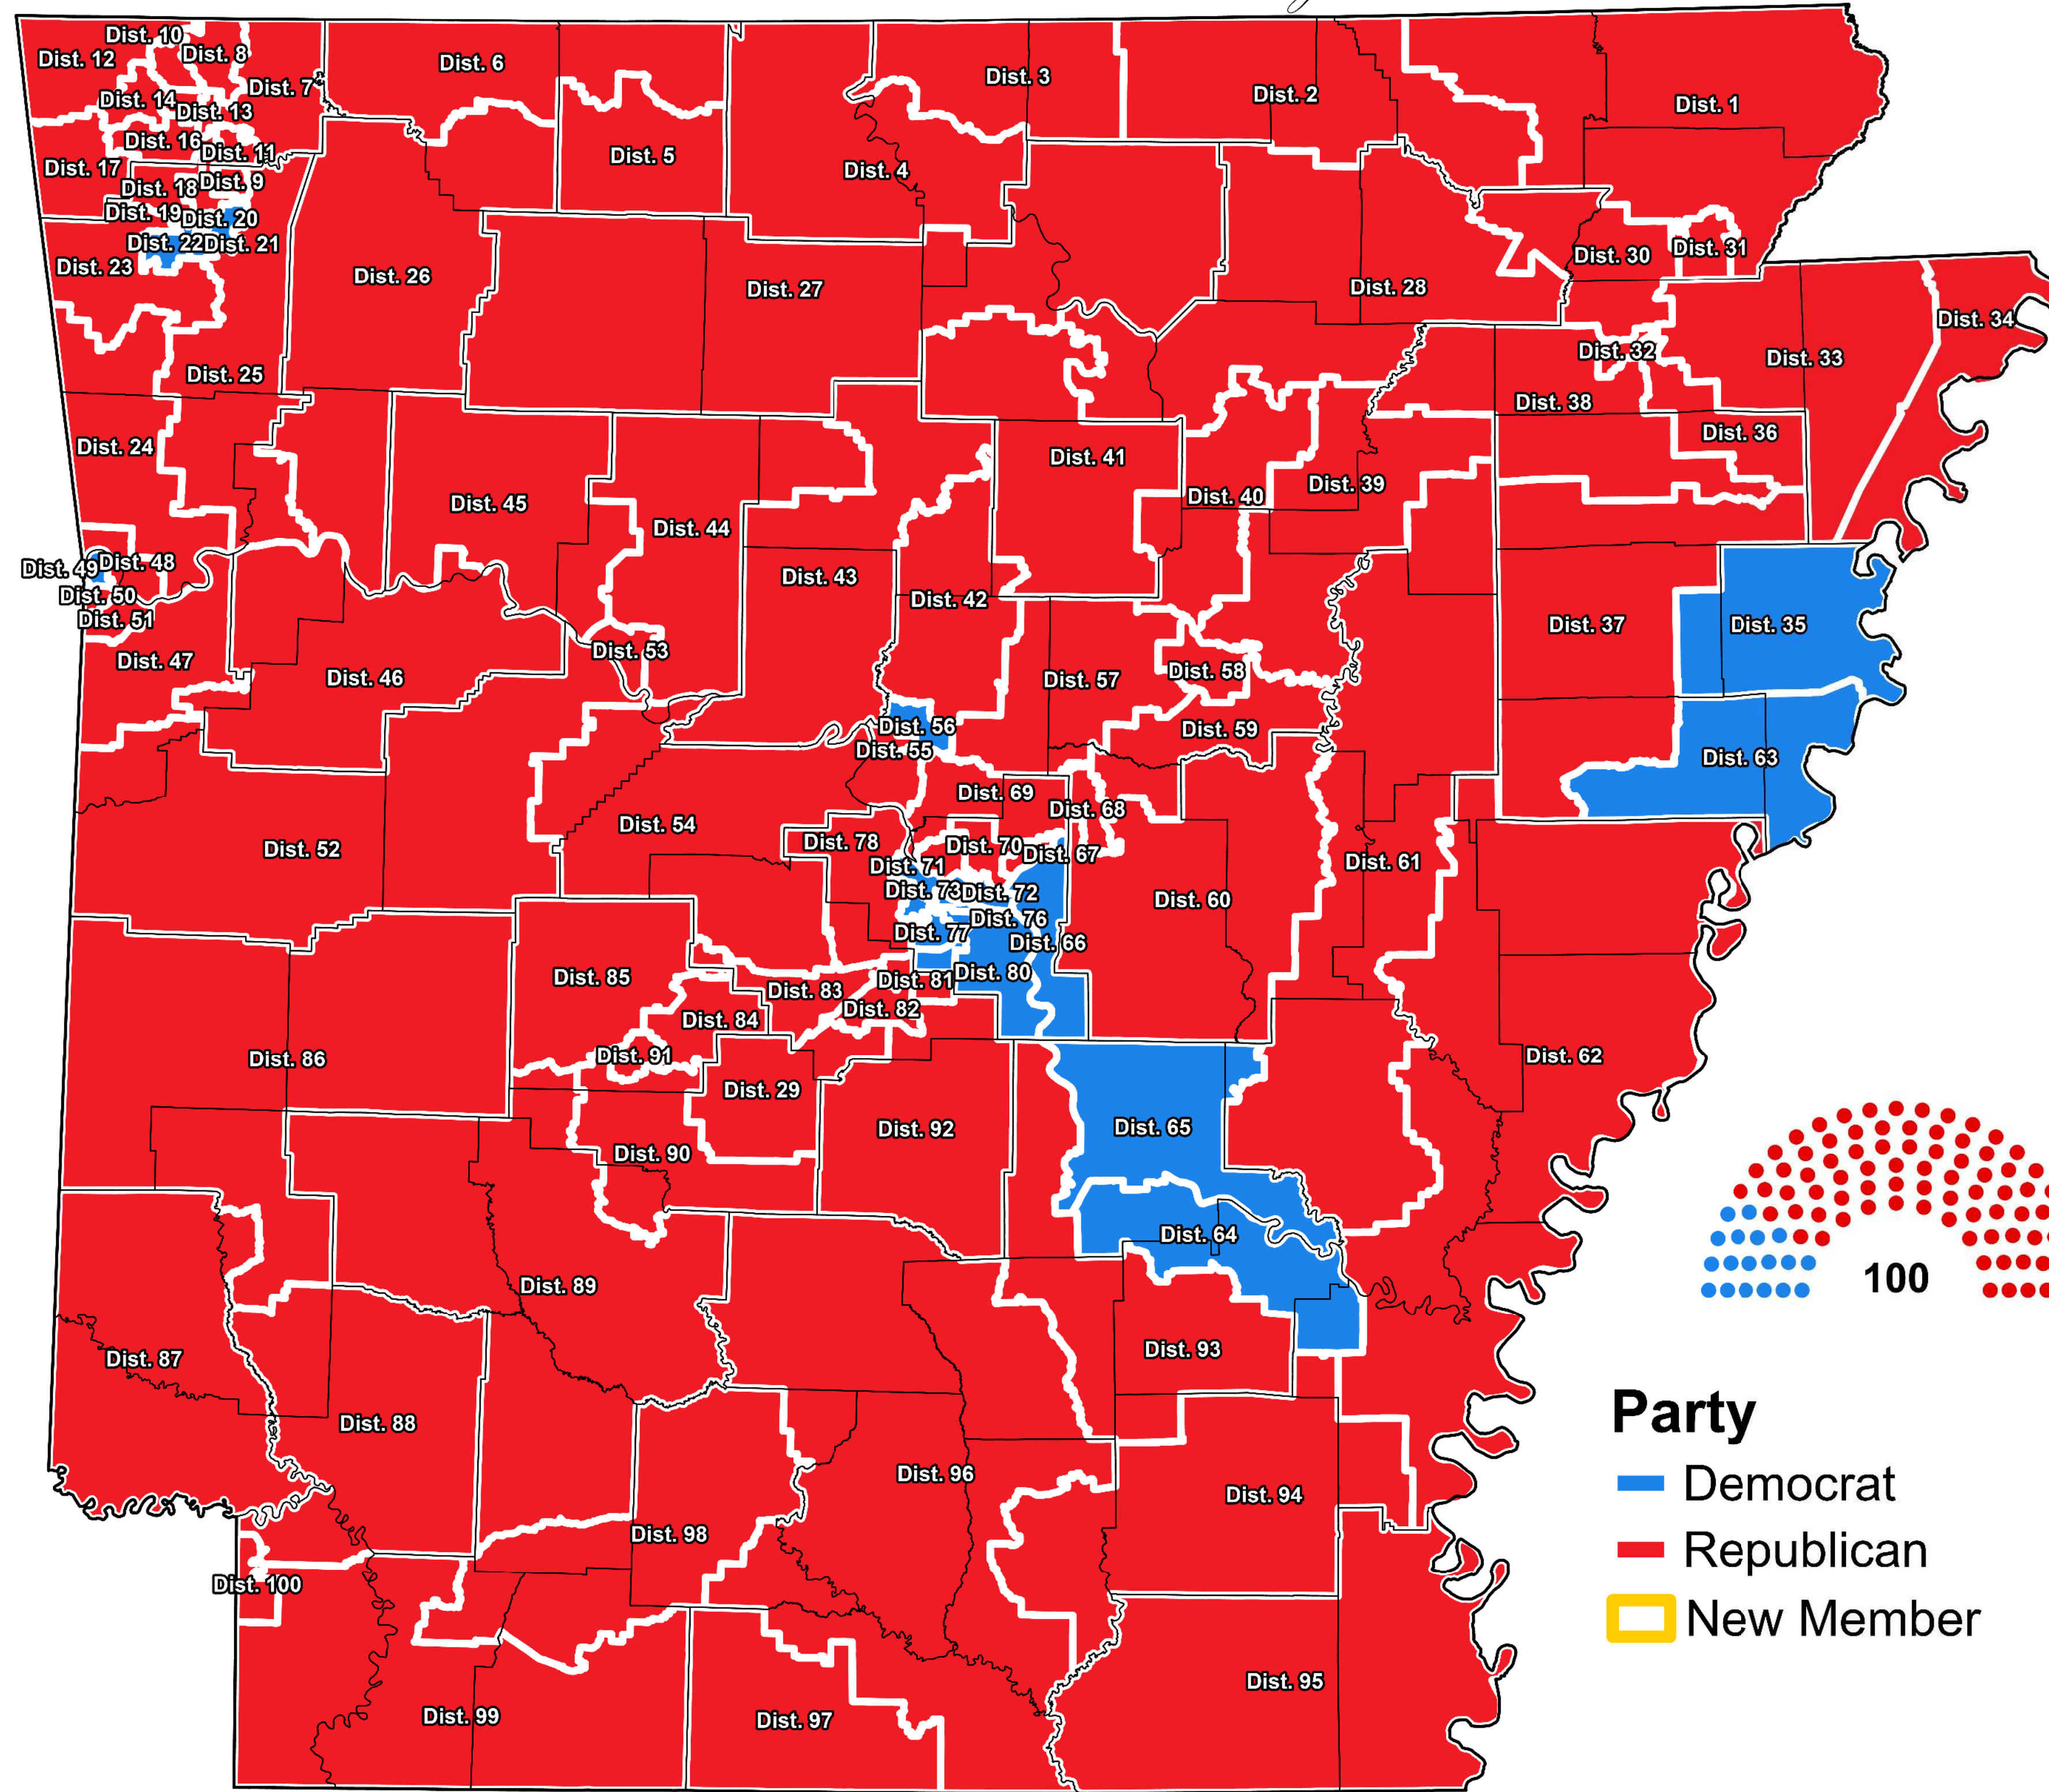 Dist. 10
Dist. 12
Dist. 8
Dist. 6
Dist. 7
Dist. 3
Dist. 2
Dist. 1
Dist. 14
Dist. 13
Dist. 16
Dist. 11
Dist. 5
Dist. 17
Dist. 4
Dist. 18
Dist. 9
Dist. 19
Dist. 20
Dist. 22
Dist. 21
Dist. 30
Dist. 31
Dist. 23
Dist. 26
Dist. 27
Dist. 28
Dist. 34
Dist. 32
Dist. 33
Dist. 25
Dist. 38
Dist. 24
Dist. 36
Dist. 41
Dist. 39
Dist. 40
Dist. 45
Dist. 44
Dist. 49
Dist. 48
Dist. 43
Dist. 50
Dist. 42
Dist. 51
Dist. 37
Dist. 35
Dist. 47
Dist. 53
Dist. 46
Dist. 57
Dist. 58
Dist. 56
Dist. 59
Dist. 55
Dist. 63
Dist. 69
Dist. 68
Dist. 54
Dist. 52
Dist. 78
Dist. 70
Dist. 67
Dist. 71
Dist. 61
Dist. 73
Dist. 72
Dist. 60
Dist. 76
Dist. 77
Dist. 66
Dist. 85
Dist. 81
Dist. 80
Dist. 83
Dist. 82
Dist. 84
Dist. 86
Dist. 91
Dist. 62
Dist. 29
Dist. 92
Dist. 65
Dist. 90
Dist. 64
Dist. 89
100
Dist. 87
Dist. 93
Dist. 88
Dist. 96
Dist. 94
Dist. 98
Dist. 100
Dist. 95
Dist. 99
Dist. 97
Party
Democrat
Republican
New Member